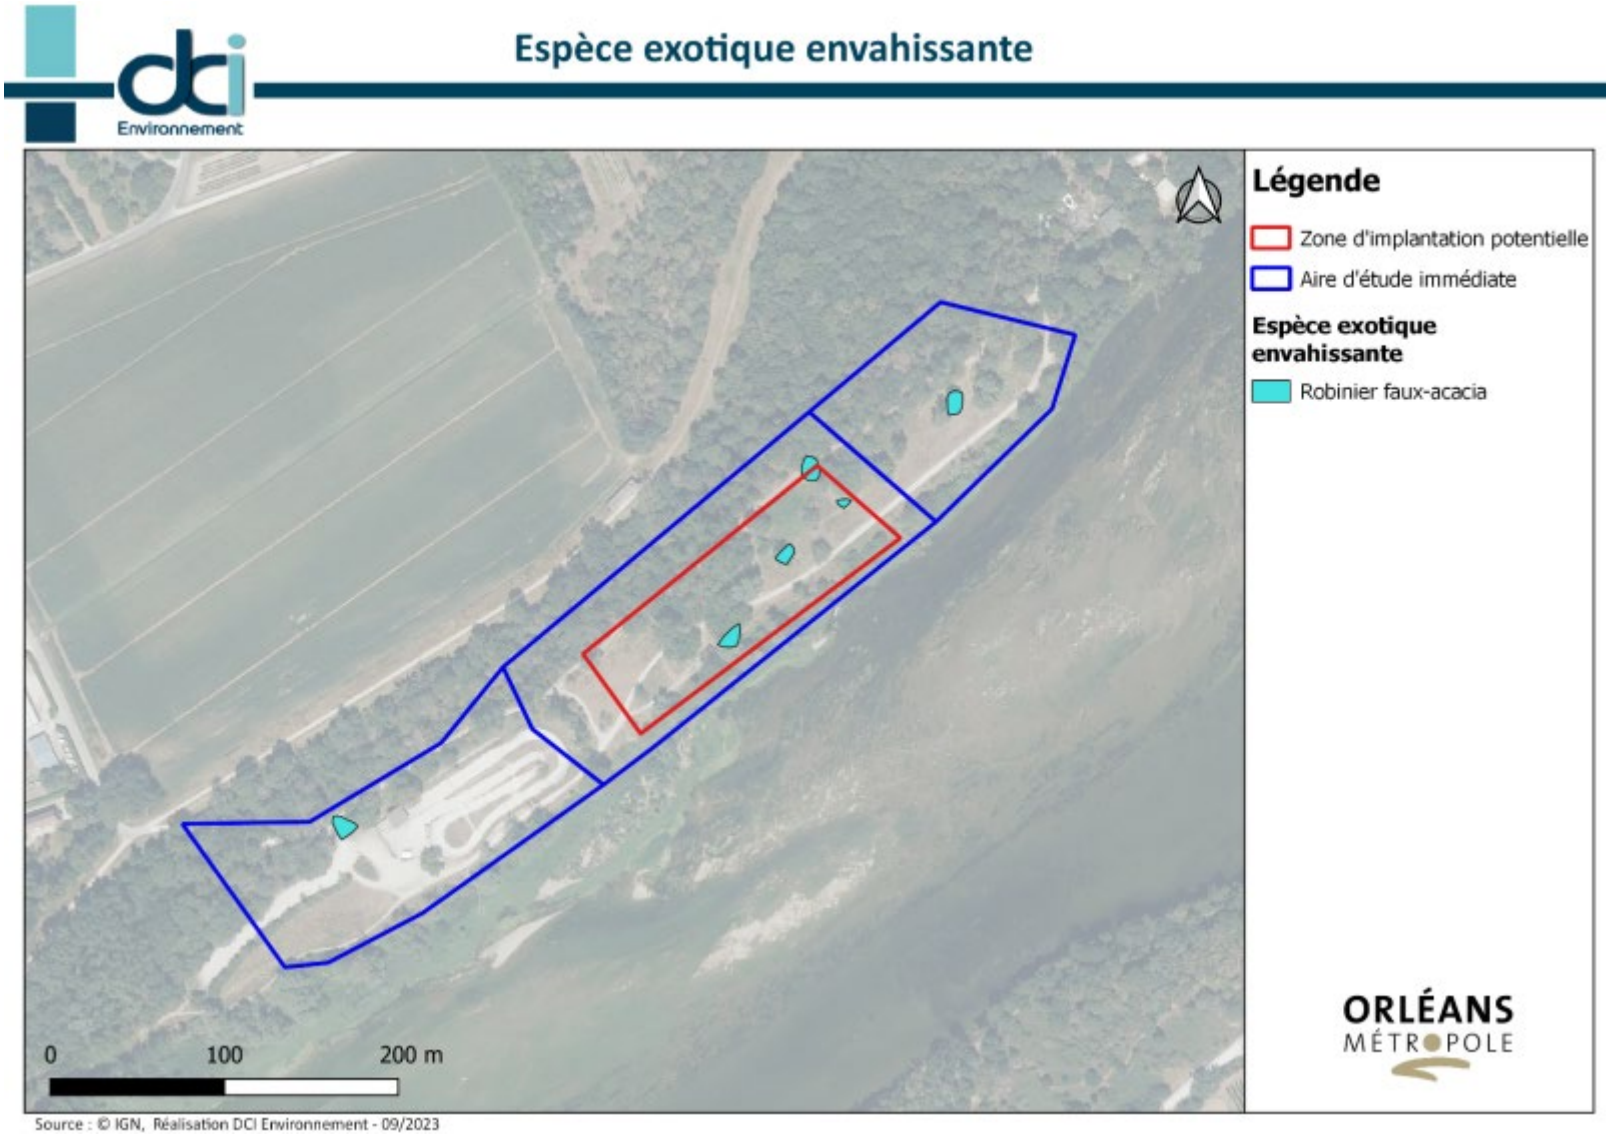 Espèce exotique envahissante
dci
Environnement
Légende
Zone d'implantation potentielle
Aire d'étude immédiate
Espèce exotique
envahissante
Robinier faux-acacia
0 100 200 m
ORLÉANS
MÉTROPOLE
Source : © IGN, Réalisation DCI Environnement - 09/2023